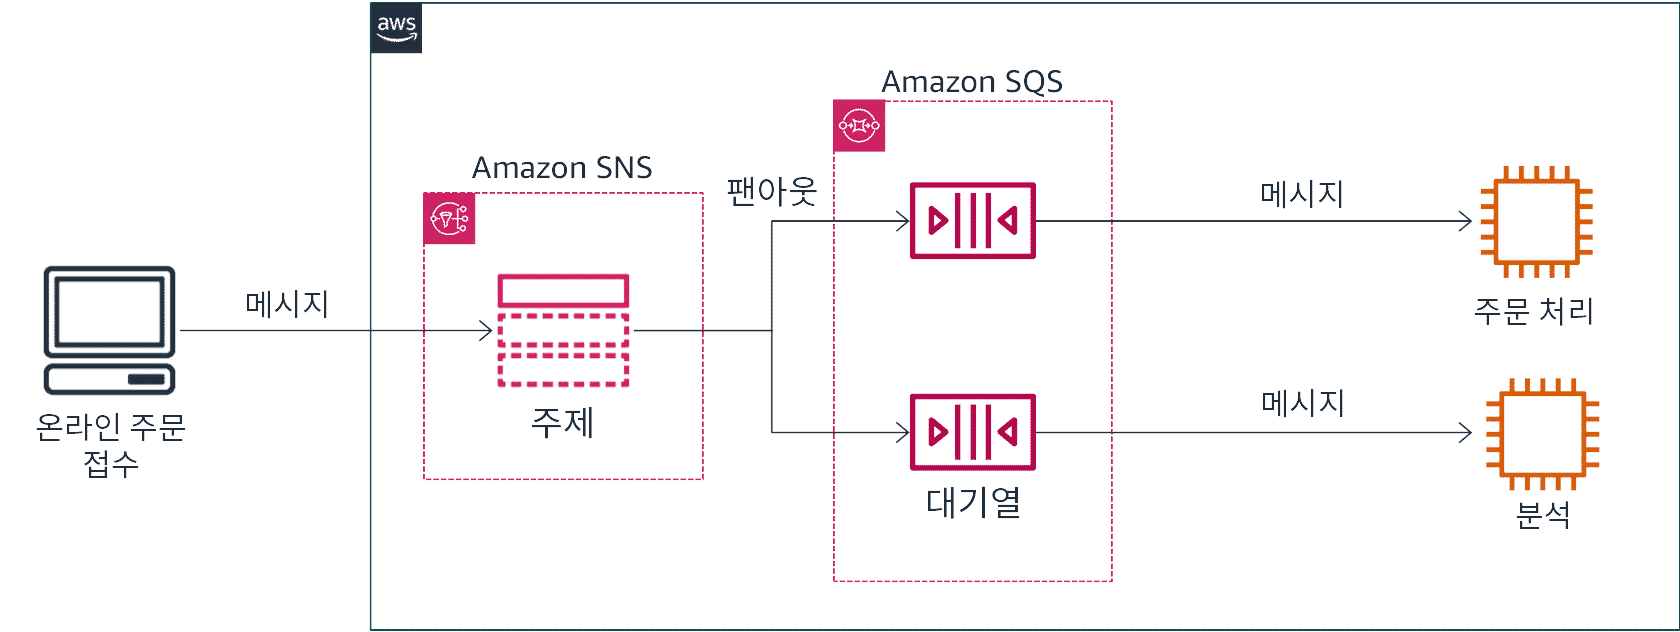 aws
Amazon SQS
Amazon SNS
팬아웃
메시지
메시지
주문 처리
온라인 주문
접수
주제
메시지
대기열
분석